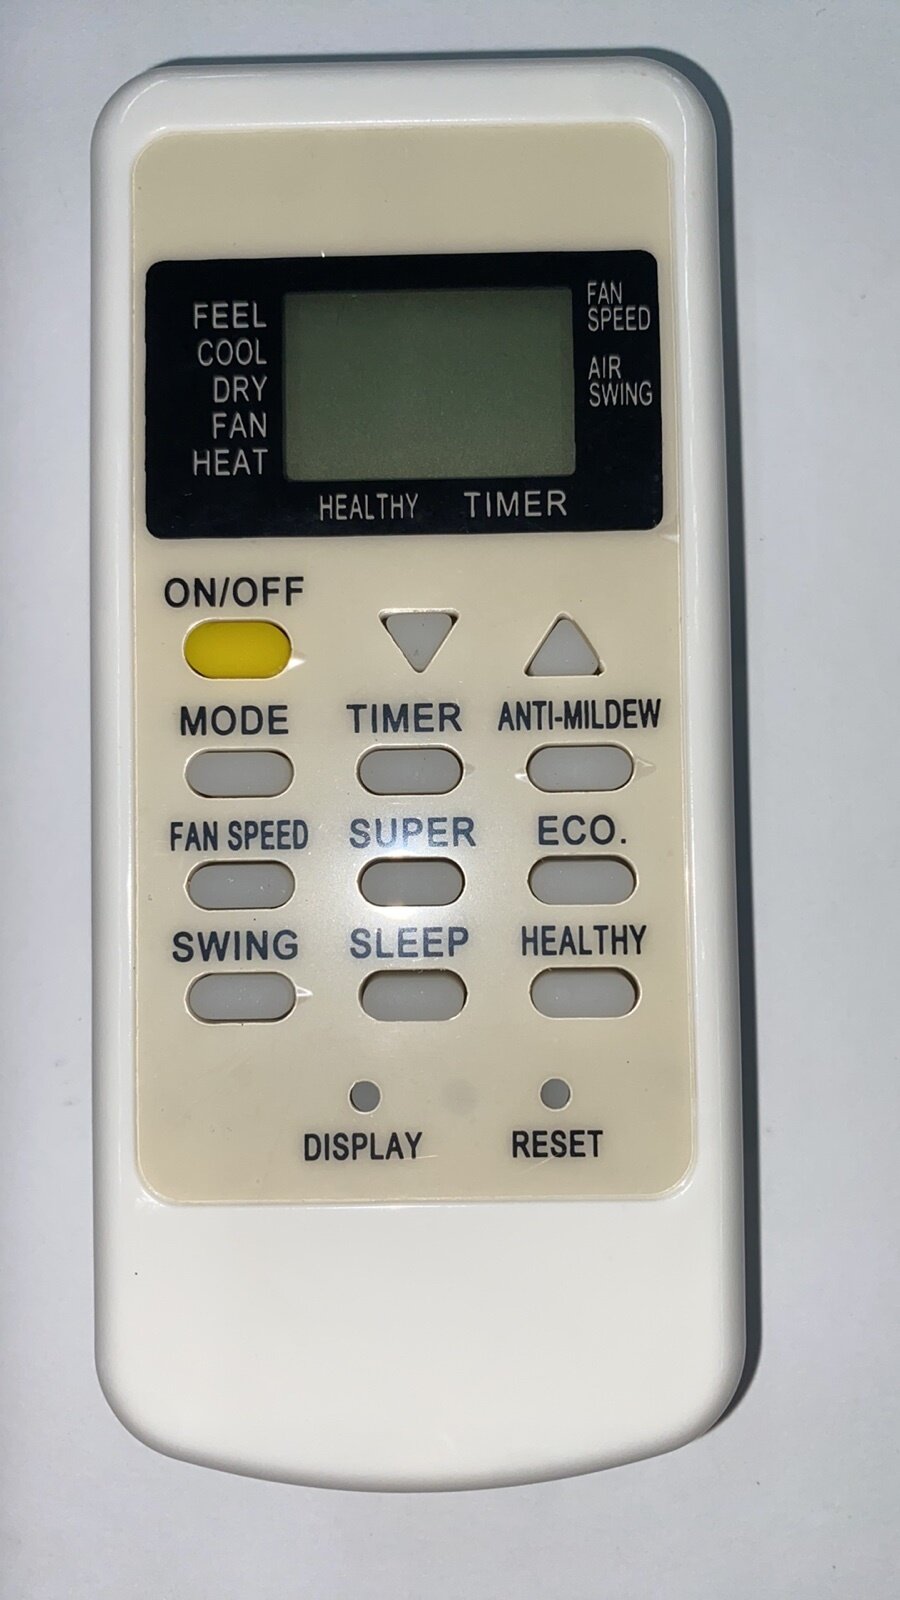 FEEL
COOL
DRY
FAN
HEAT
FAN
SPEED
AIR
SWING
HEALTHY TIMER
ON/OFF
MODE TIMER ANTI-MILDEW
FAN SPEED SUPER ECO.
SWING SLEEP HEALTHY
DISPLAY RESET